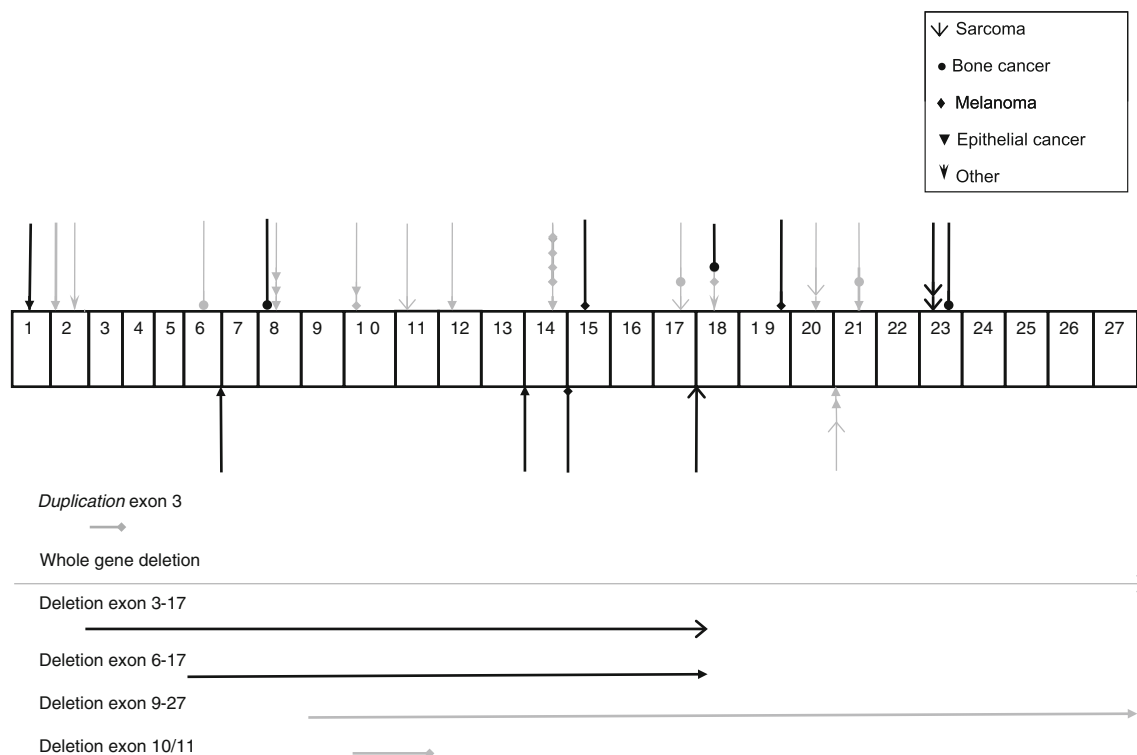 Sarcoma
Bone cancer
Melanoma
Epithelial cancer
Other
1 2 3 4 5 6 7 8 9 1 0 11 12 13 14 15 16 17 18 1 9 20 21 22 23 24 25 26 27
Duplication exon 3
Whole gene deletion
Deletion exon 3-17
Deletion exon 6-17
Deletion exon 9-27
Deletion exon 10/11